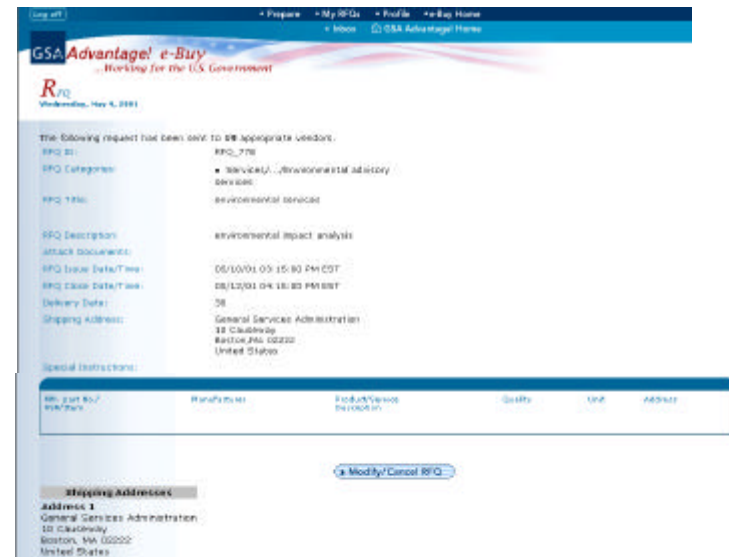 Log off • Prepare • My RFQs • Profile • e-Buy Home
• Inbox GSA Advantage! Home
GSA Advantage! e-Buy
...Working for the U.S. Government
RFQ
Wednesday, May 9, 2001
The following request has been sent to appropriate vendors.
RFQ ID: RFQ_778
RFQ Categories: • Services/.../Environmental advisory
services
RFQ Title: environmental services
RFQ Description: environmental impact analysis
Attach Documents:
RFQ Issue Date/Time: 05/10/01 03:15:00 PM EST
RFQ Close Date/Time: 05/12/01 04:15:00 PM EST
Delivery Date: 30
Shipping Address: General Services Administration
10 Causeway
Boston, MA 02222
United States
Special Instructions:
Mfr. part No./ Manufacturer Product/Service Quality Unit Address
NSN/Item Description
Modify/Cancel RFQ
Shipping Addresses
Address 1
General Services Administration
10 Causeway
Boston, MA 02222
United States